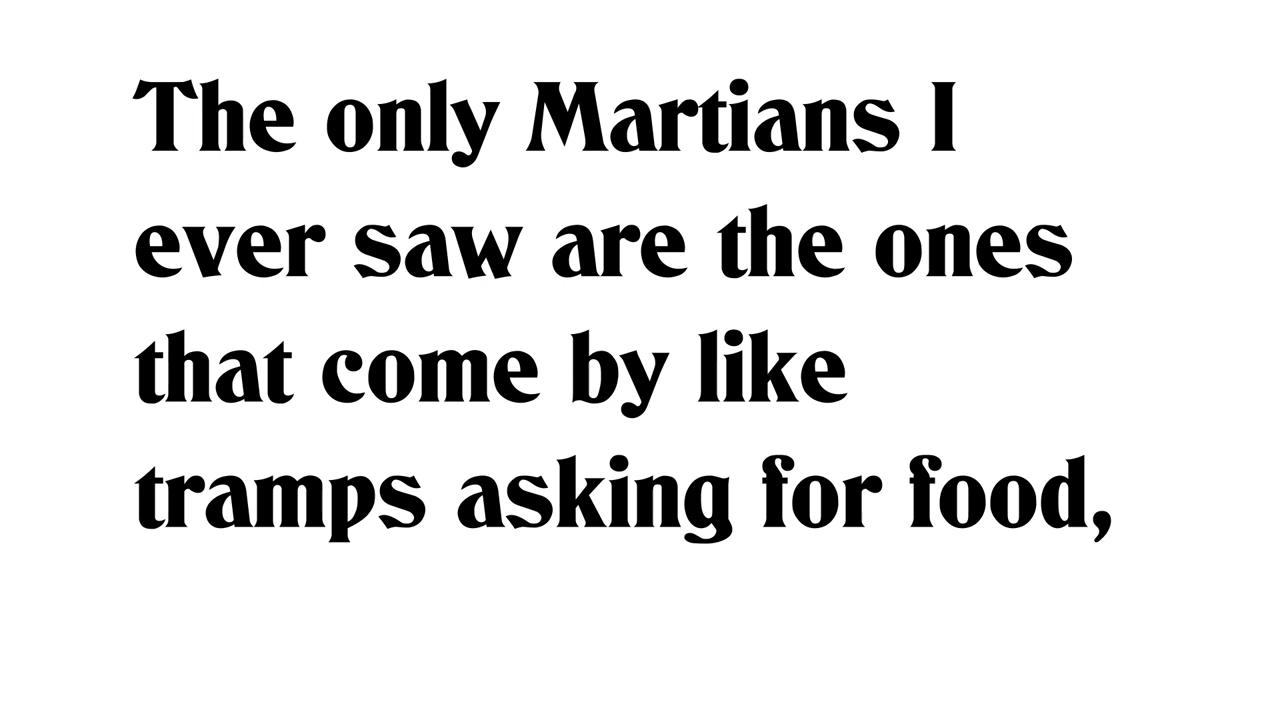 The only Martians I
ever saw are the ones
that come by like
tramps asking for food,